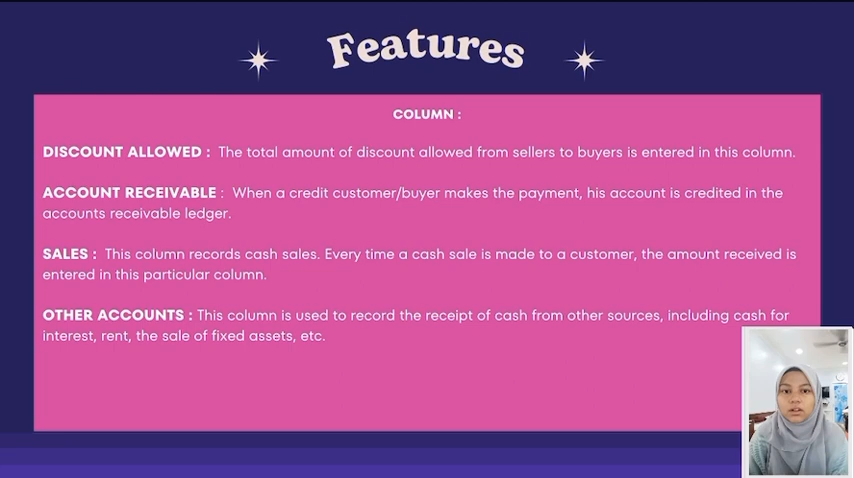 Features
COLUMN :
DISCOUNT ALLOWED : The total amount of discount allowed from sellers to buyers is entered in this column.
ACCOUNT RECEIVABLE : When a credit customer/buyer makes the payment, his account is credited in the
accounts receivable ledger.
SALES : This column records cash sales. Every time a cash sale is made to a customer, the amount received is
entered in this particular column.
OTHER ACCOUNTS : This column is used to record the receipt of cash from other sources, including cash for
interest, rent, the sale of fixed assets, etc.